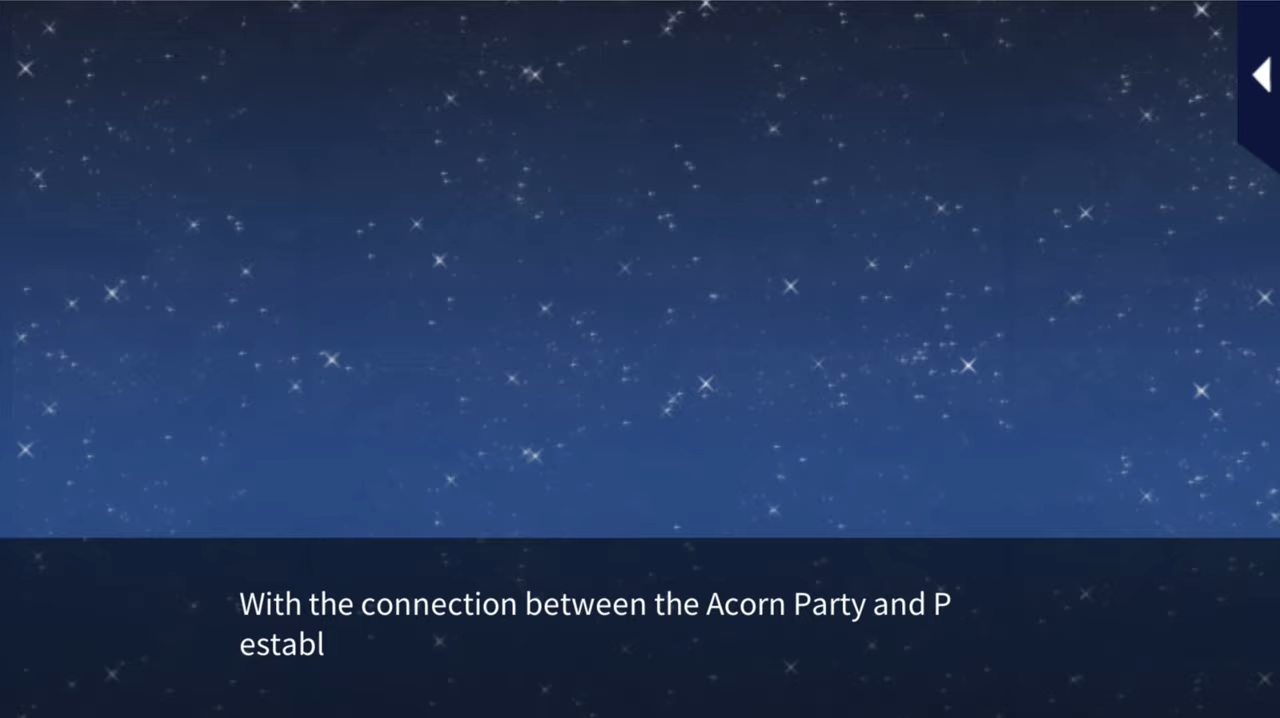 With the connection between the Acorn Party and P
establ